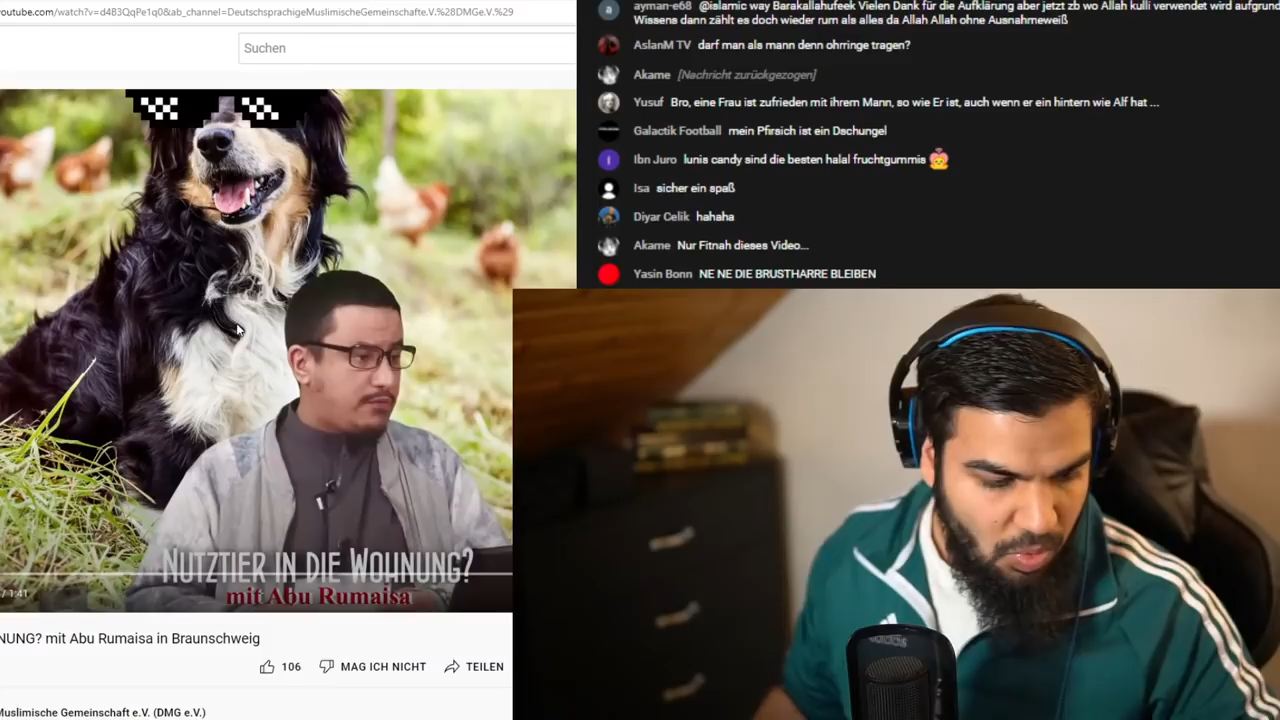 youtube.com/watch?v=d4B3QqPe1q0&ab_channel=DeutschsprachigeMuslimischeGemeinschafte.V.%28DMGe.V.%29
Suchen
NUTZTIER IN DIE WOHNUNG?
mit Abu Rumaisa
/ 1:41
NUNG? mit Abu Rumaisa in Braunschweig
106 MAG ICH NICHT TEILEN
Muslimische Gemeinschaft e.V. (DMG e.V.)
ayman-e68 @islamic way Barakallahufeek Vielen Dank für die Aufklärung aber jetzt zb wo Allah kulli verwendet wird aufgrund
Wissens dann zählt es doch wieder rum als alles da Allah Allah ohne Ausnahmeweiß
AslanM TV darf man als mann denn ohrringe tragen?
Akame [Nachricht zurückgezogen]
Yusuf Bro, eine Frau ist zufrieden mit ihrem Mann, so wie Er ist, auch wenn er ein hintern wie Alf hat ...
Galactik Football mein Pfirsich ist ein Dschungel
Ibn Juro lunis candy sind die besten halal fruchtgummis
Isa sicher ein spaß
Diyar Celik hahaha
Akame Nur Fitnah dieses Video...
Yasin Bonn NE NE DIE BRUSTHARRE BLEIBEN